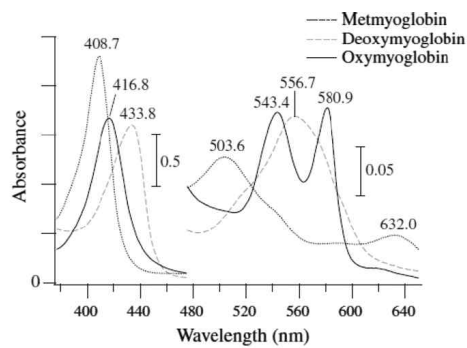 Metmyoglobin
Deoxymyoglobin
Oxymyoglobin
408.7
416.8
433.8
0.5
503.6
543.4
556.7
580.9
0.05
632.0
Absorbance
0
400 440 480 520 560 600 640
Wavelength (nm)